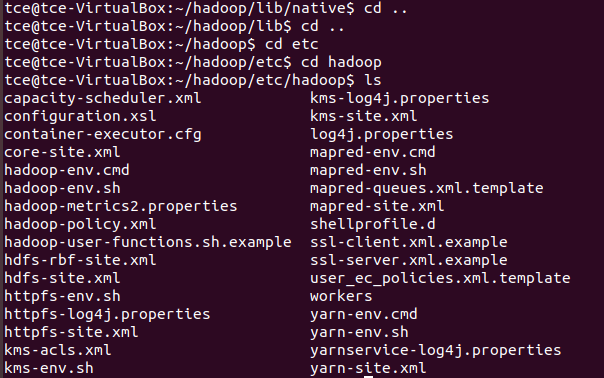 tce@tce-VirtualBox:~/hadoop/lib/native$ cd ..
tce@tce-VirtualBox:~/hadoop/lib$ cd ..
tce@tce-VirtualBox:~/hadoop$ cd etc
tce@tce-VirtualBox:~/hadoop/etc$ cd hadoop
tce@tce-VirtualBox:~/hadoop/etc/hadoop$ ls
capacity-scheduler.xml kms-log4j.properties
configuration.xsl kms-site.xml
container-executor.cfg log4j.properties
core-site.xml mapred-env.cmd
hadoop-env.cmd mapred-env.sh
hadoop-env.sh mapred-queues.xml.template
hadoop-metrics2.properties mapred-site.xml
hadoop-policy.xml shellprofile.d
hadoop-user-functions.sh.example ssl-client.xml.example
hdfs-rbf-site.xml ssl-server.xml.example
hdfs-site.xml user_ec_policies.xml.template
httpfs-env.sh workers
httpfs-log4j.properties yarn-env.cmd
httpfs-site.xml yarn-env.sh
kms-acls.xml yarnservice-log4j.properties
kms-env.sh yarn-site.xml